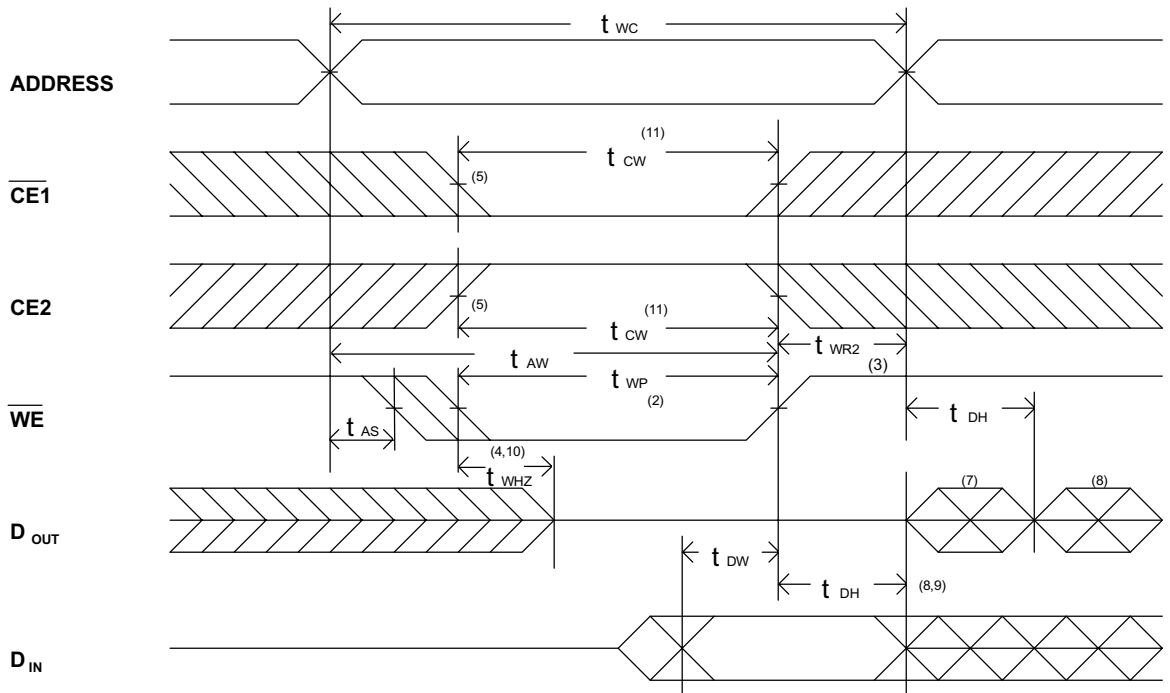 t WC
ADDRESS
(11)
t CW
CE1
(5)
CE2
(5)
(11)
t CW
t AW
t WR2
(3)
t WP
(2)
WE
t AS
t DH
(4,10)
t WHZ
(7)
(8)
D OUT
t DW
t DH
(8,9)
D IN